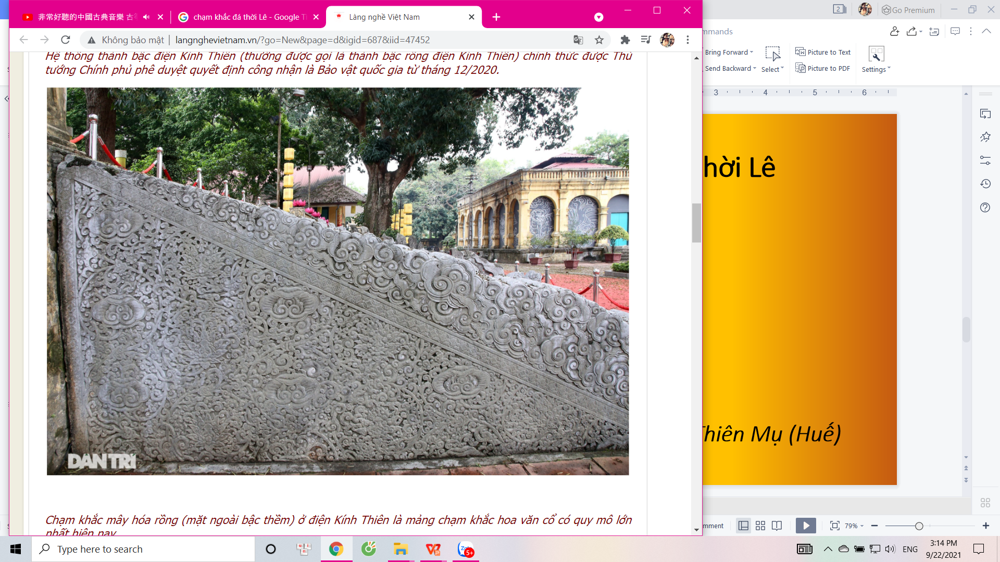 非常好聽的中國古典音樂 古
chạm khắc đá thời Lê - Google T
Làng nghề Việt Nam
2
Go Premium
Không bảo mật
langnghevietnam.vn/?go=New&page=d&igid=687&iid=47452
mmands
Bring Forward
Send Backward
Select
Picture to Text
Picture to PDF
Settings
Hệ thống thành bậc điện Kính Thiên (thường được gọi là thành bậc rồng điện Kính Thiên) chính thức được Thủ
tướng Chính phủ phê duyệt quyết định công nhận là Bảo vật quốc gia từ tháng 12/2020.
3 4 5 6
hời Lê
Thiên Mụ (Huế)
DÂN TRÍ
Chạm khắc mây hóa rồng (mặt ngoài bậc thềm) ở điện Kính Thiên là mảng chạm khắc hoa văn cổ có quy mô lớn
nhất hiện nay
mment
79%
Type here to search
5+
ENG
3:14 PM
9/22/2021